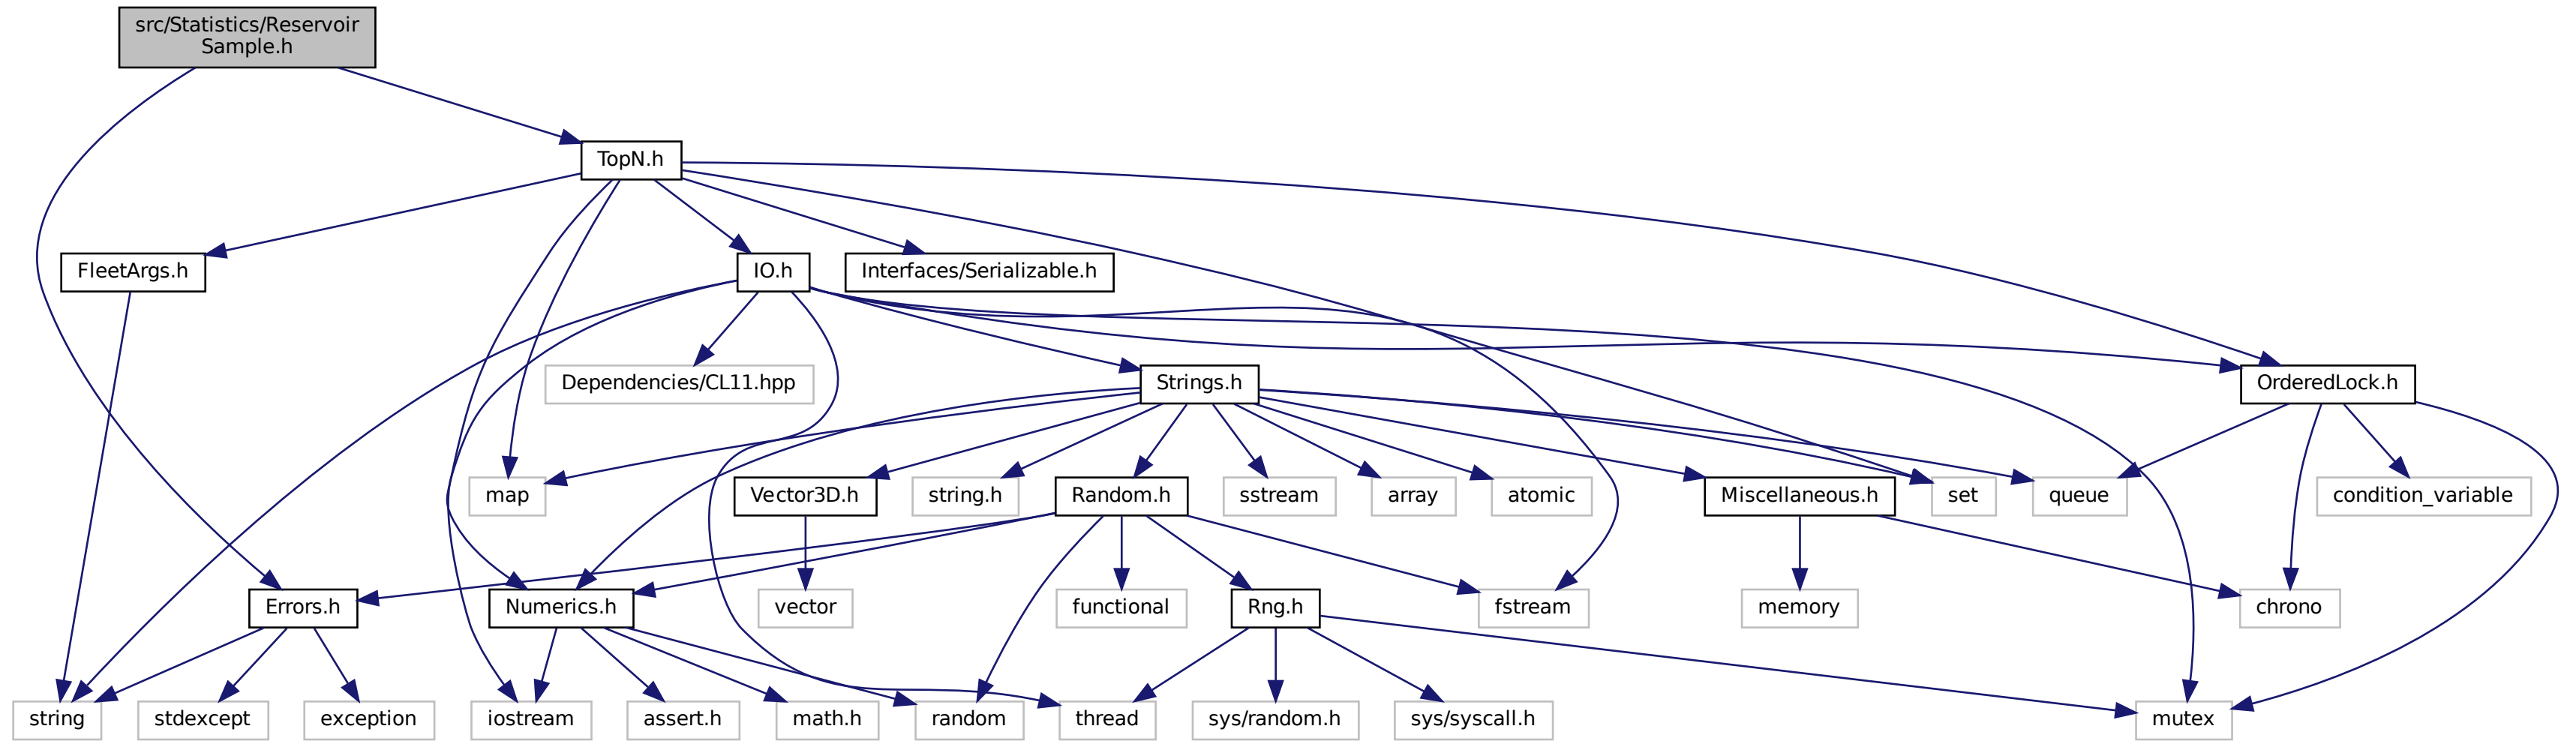 src/Statistics/Reservoir
Sample.h
TopN.h
FleetArgs.h
IO.h
Interfaces/Serializable.h
Dependencies/CL11.hpp
Strings.h
OrderedLock.h
map
Vector3D.h
string.h
Random.h
sstream
array
atomic
Miscellaneous.h
set
queue
condition_variable
Errors.h
Numerics.h
vector
functional
Rng.h
fstream
memory
chrono
string
stdexcept
exception
iostream
assert.h
math.h
random
thread
sys/random.h
sys/syscall.h
mutex